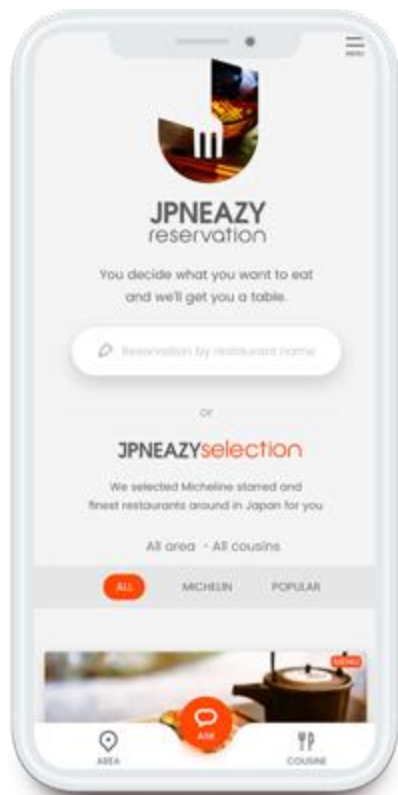 MENU
JPNEAZY
reservation
You decide what you want to eat
and we'll get you a table.
Reservation by restaurant name
or
JPNEAZYselection
We selected Micheline starred and
finest restaurants around in Japan for you
All area - All cousins
ALL MICHELIN POPULAR
MENU
ASK
AREA COUSINE